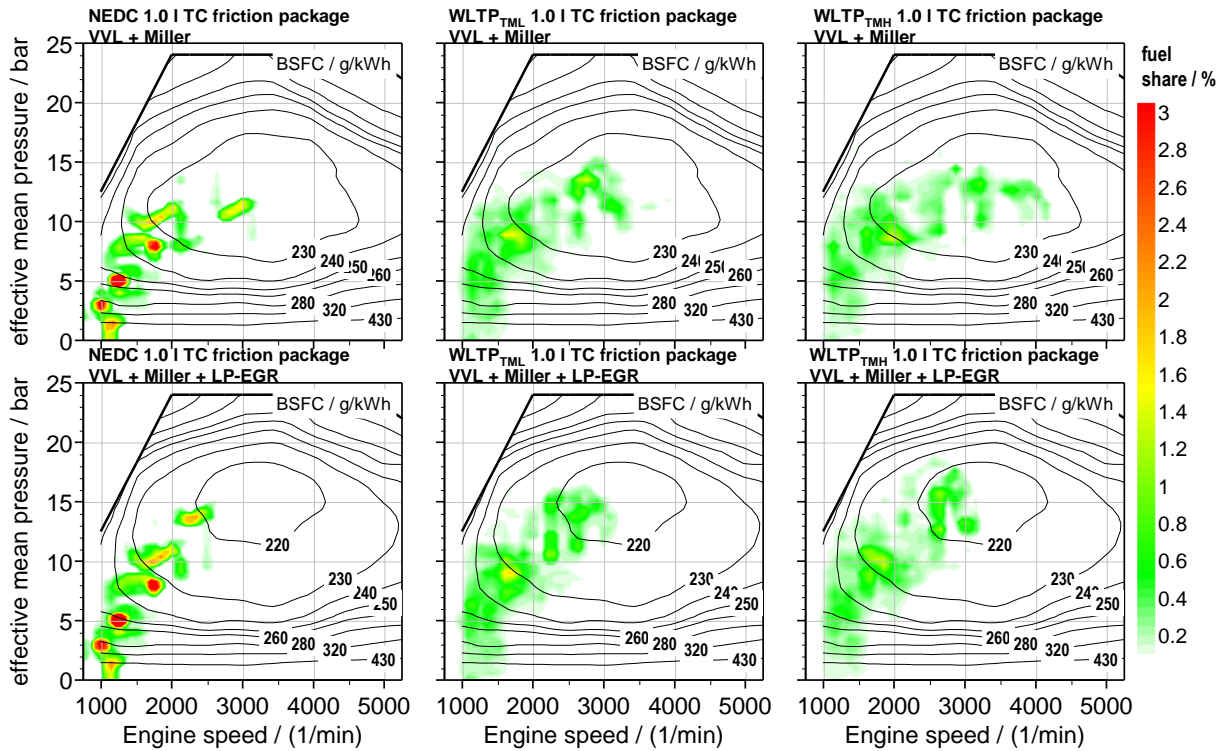 NEDC 1.0 l TC friction package
VVL + Miller
WLTP_TML 1.0 l TC friction package
VVL + Miller
WLTP_TMH 1.0 l TC friction package
VVL + Miller
fuel
share / %
effective mean pressure / bar
25
20
15
10
5
0
BSFC / g/kWh
230
240
250
260
280
320
430
BSFC / g/kWh
230
240
250
260
280
320
430
BSFC / g/kWh
230
240
250
260
280
320
430
3
2.8
2.6
2.4
2.2
2
1.8
1.6
1.4
1.2
1
0.8
0.6
0.4
0.2
NEDC 1.0 l TC friction package
VVL + Miller + LP-EGR
WLTP_TML 1.0 l TC friction package
VVL + Miller + LP-EGR
WLTP_TMH 1.0 l TC friction package
VVL + Miller + LP-EGR
effective mean pressure / bar
25
20
15
10
5
0
BSFC / g/kWh
220
230
240
250
260
280
320
430
BSFC / g/kWh
220
230
240
250
260
280
320
430
BSFC / g/kWh
220
230
240
250
260
280
320
430
1000 2000 3000 4000 5000
1000 2000 3000 4000 5000
1000 2000 3000 4000 5000
Engine speed / (1/min)
Engine speed / (1/min)
Engine speed / (1/min)